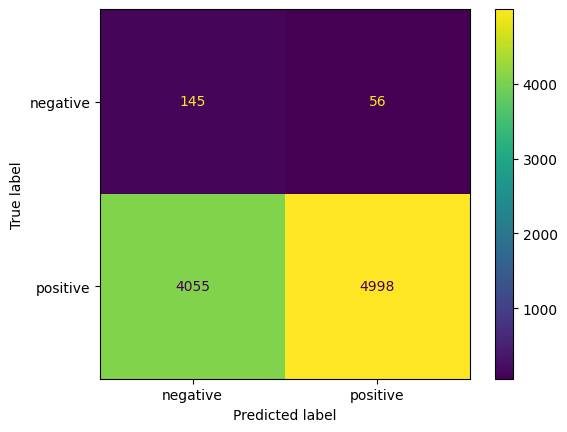 True label
negative
positive
145
56
4055
4998
negative
positive
Predicted label
4000
3000
2000
1000